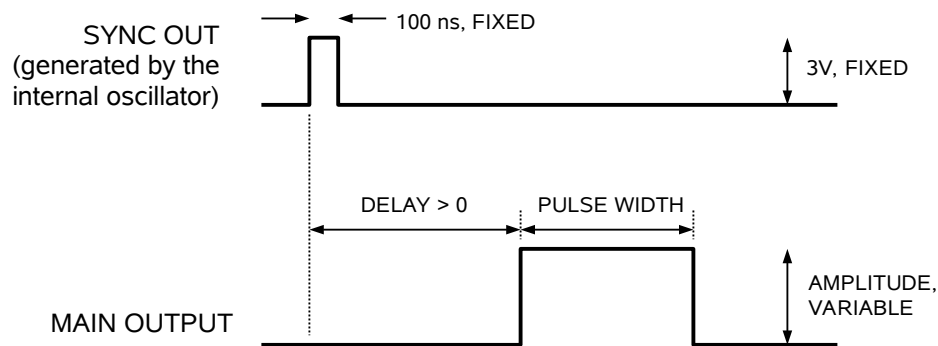 100 ns, FIXED
SYNC OUT
(generated by the
internal oscillator)
3V, FIXED
DELAY > 0
PULSE WIDTH
AMPLITUDE,
VARIABLE
MAIN OUTPUT